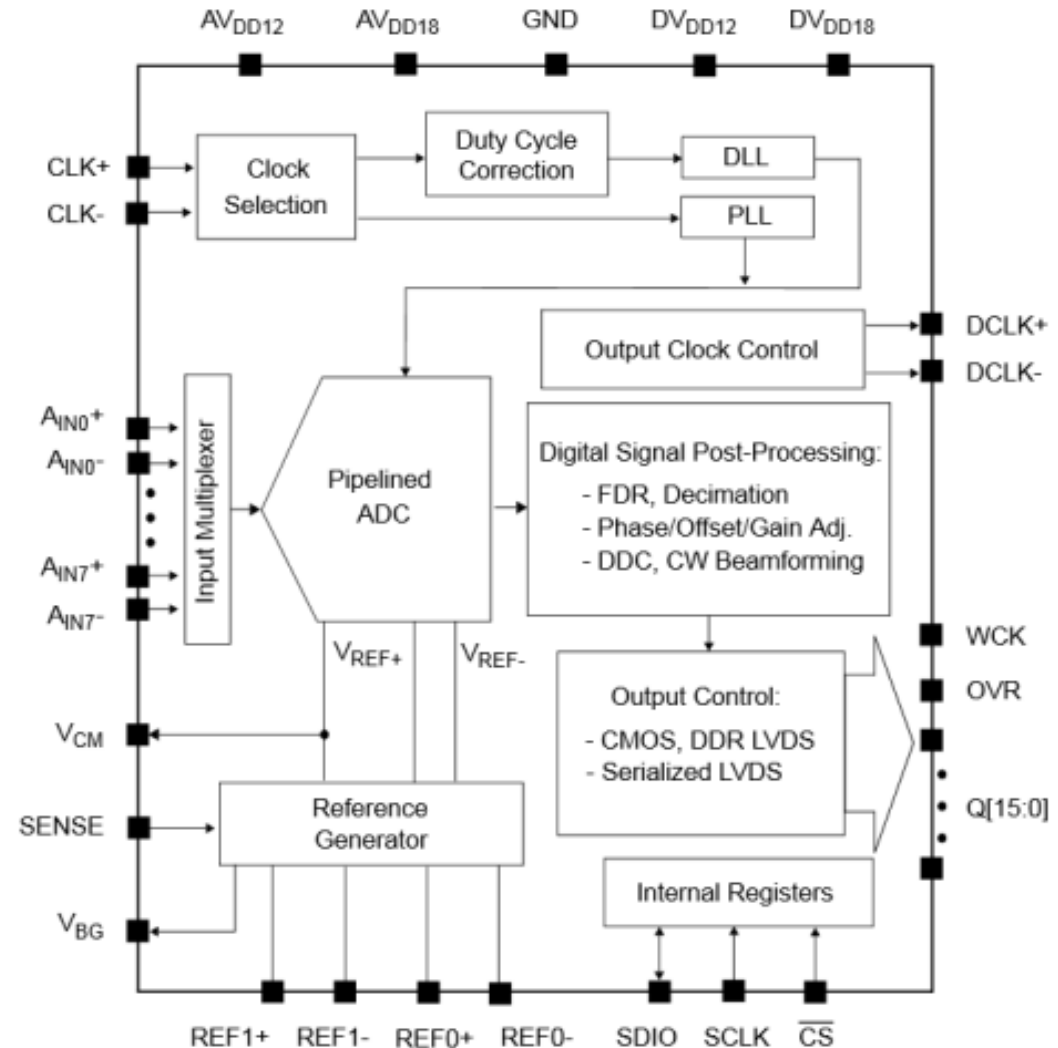 AVDD12
AVDD18
GND
DVDD12
DVDD18
CLK+
CLK-
Clock
Selection
Duty Cycle
Correction
DLL
PLL
Output Clock Control
DCLK+
DCLK-
AIN0+
AIN0-
AIN7+
AIN7-
Input Multiplexer
Pipelined
ADC
Digital Signal Post-Processing:
- FDR, Decimation
- Phase/Offset/Gain Adj.
- DDC, CW Beamforming
VREF+
VREF-
Output Control:
- CMOS, DDR LVDS
- Serialized LVDS
WCK
OVR
Q[15:0]
VCM
SENSE
VBG
Reference
Generator
Internal Registers
REF1+
REF1-
REF0+
REF0-
SDIO
SCLK
CS